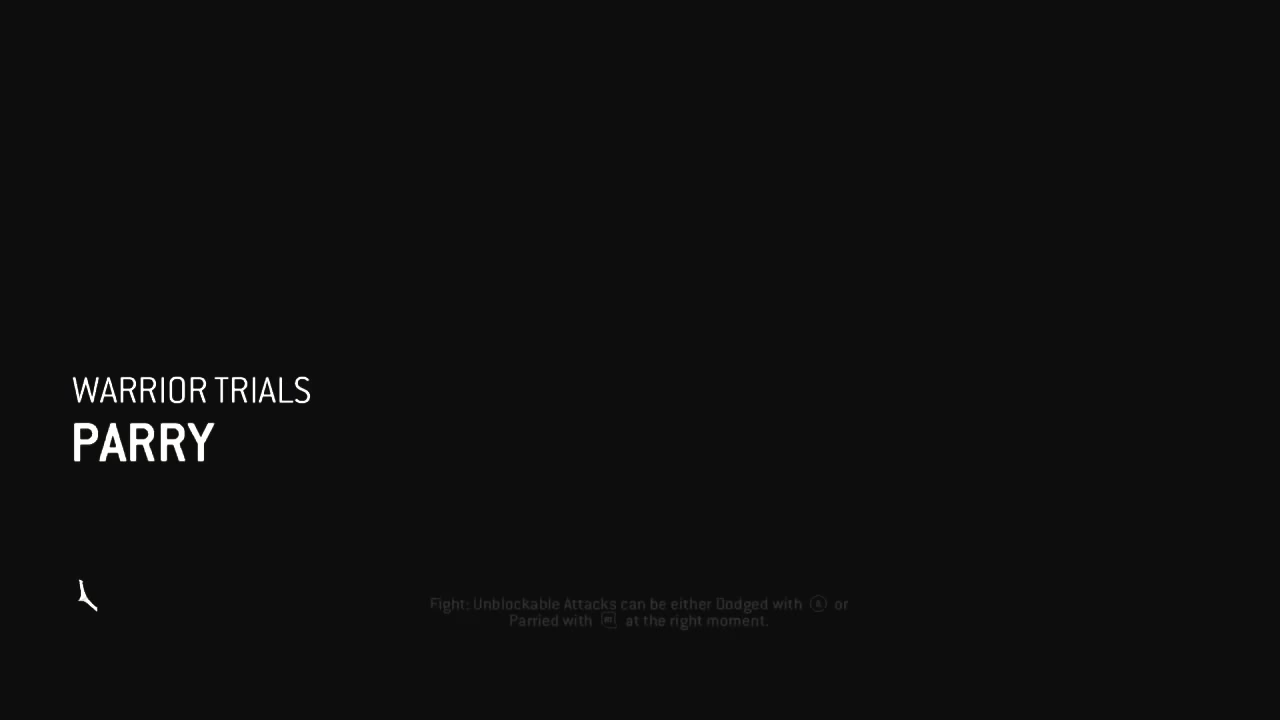 WARRIOR TRIALS
PARRY
Fight: Unblockable Attacks can be either Dodged with or
Parried with at the right moment.